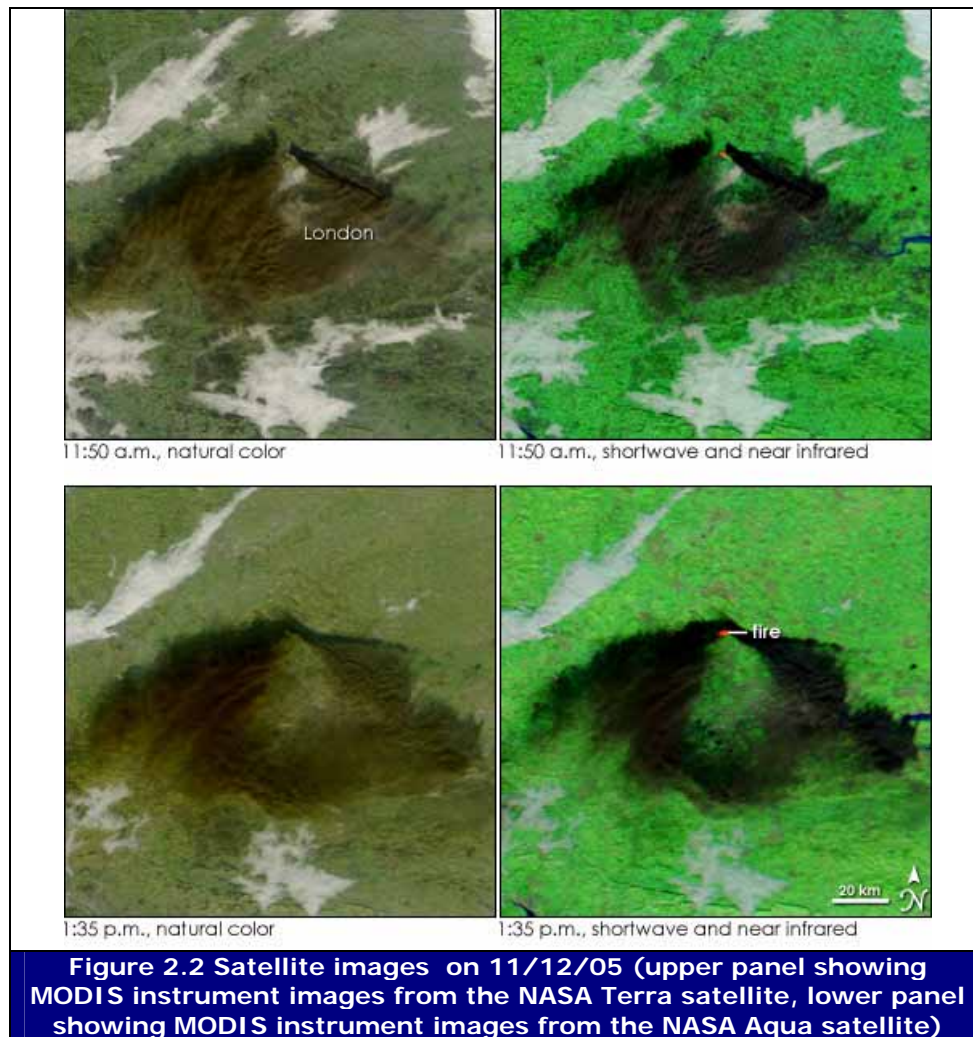 London
11:50 a.m., natural color
11:50 a.m., shortwave and near infrared
fire
20 km
N
1:35 p.m., natural color
1:35 p.m., shortwave and near infrared
Figure 2.2 Satellite images on 11/12/05 (upper panel showing
MODIS instrument images from the NASA Terra satellite, lower panel
showing MODIS instrument images from the NASA Aqua satellite)